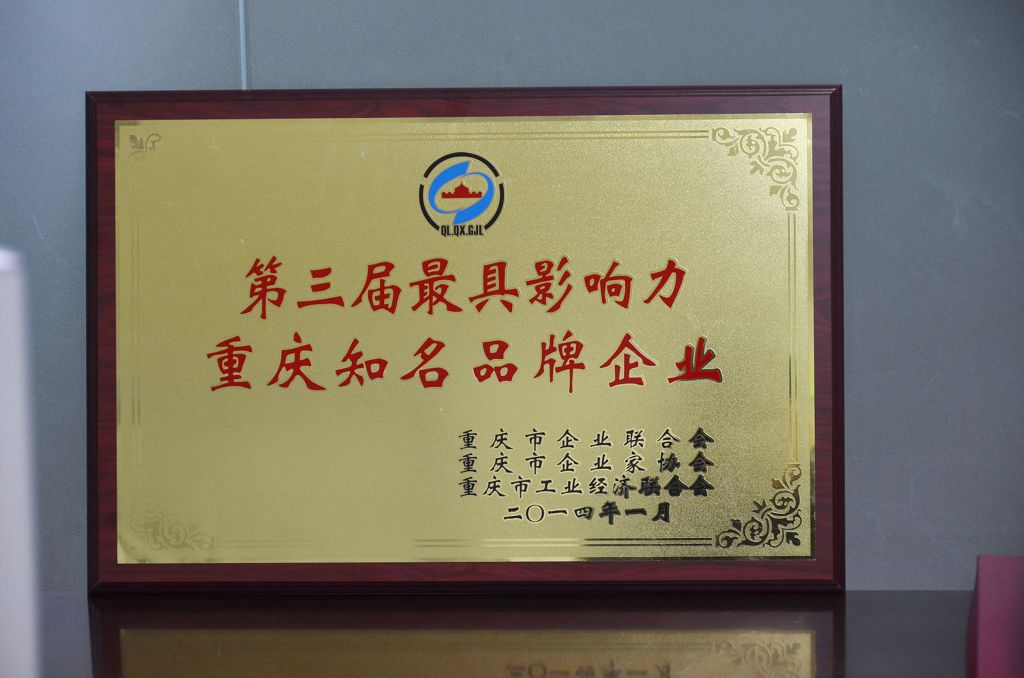 QL.QX.GJL
第三届最具影响力
重庆知名品牌企业
重庆市企业联合会
重庆市企业家协会
重庆市工业经济联合会
二〇一四年一月